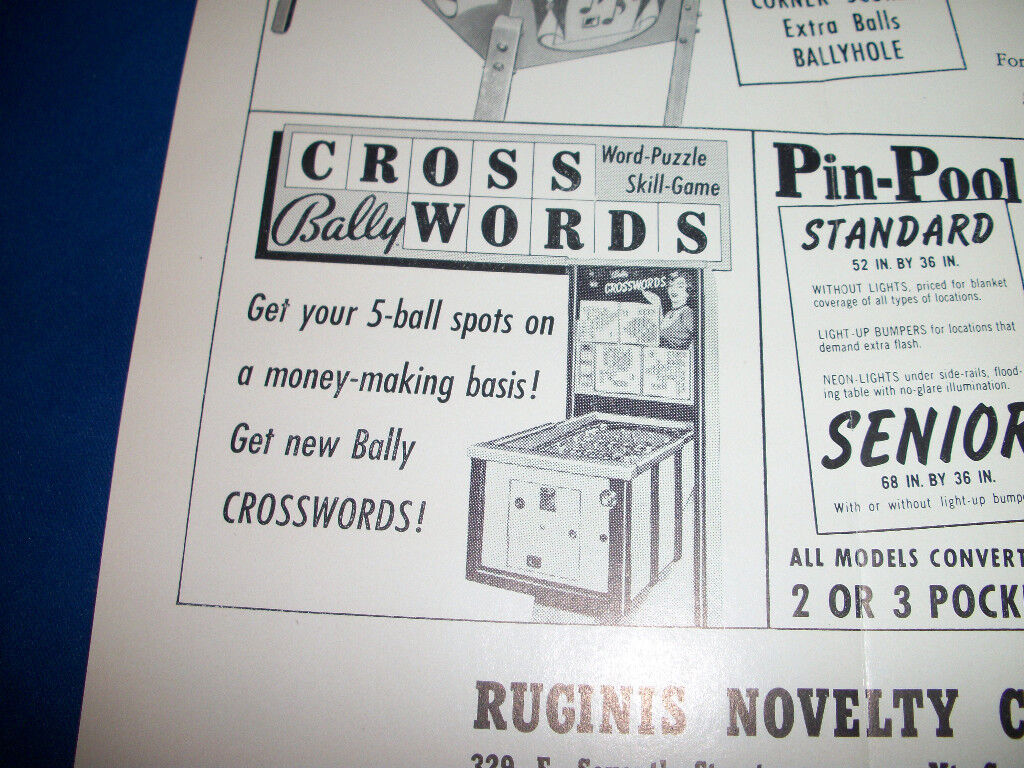 Extra Balls
BALLYHOLE
For
CROSS
Word-Puzzle
Skill-Game
Bally WORDS
CROSSWORDS
Get your 5-ball spots on
a money-making basis!
Get new Bally
CROSSWORDS!
Pin-Pool
STANDARD
52 IN. BY 36 IN.
WITHOUT LIGHTS, priced for blanket
coverage of all types of locations.
LIGHT-UP BUMPERS for locations that
demand extra flash.
NEON-LIGHTS under side-rails, flood-
ing table with no-glare illumination.
SENIOR
68 IN. BY 36 IN.
With or without light-up bump
ALL MODELS CONVERT
2 OR 3 POCK
RUGINIS NOVELTY C